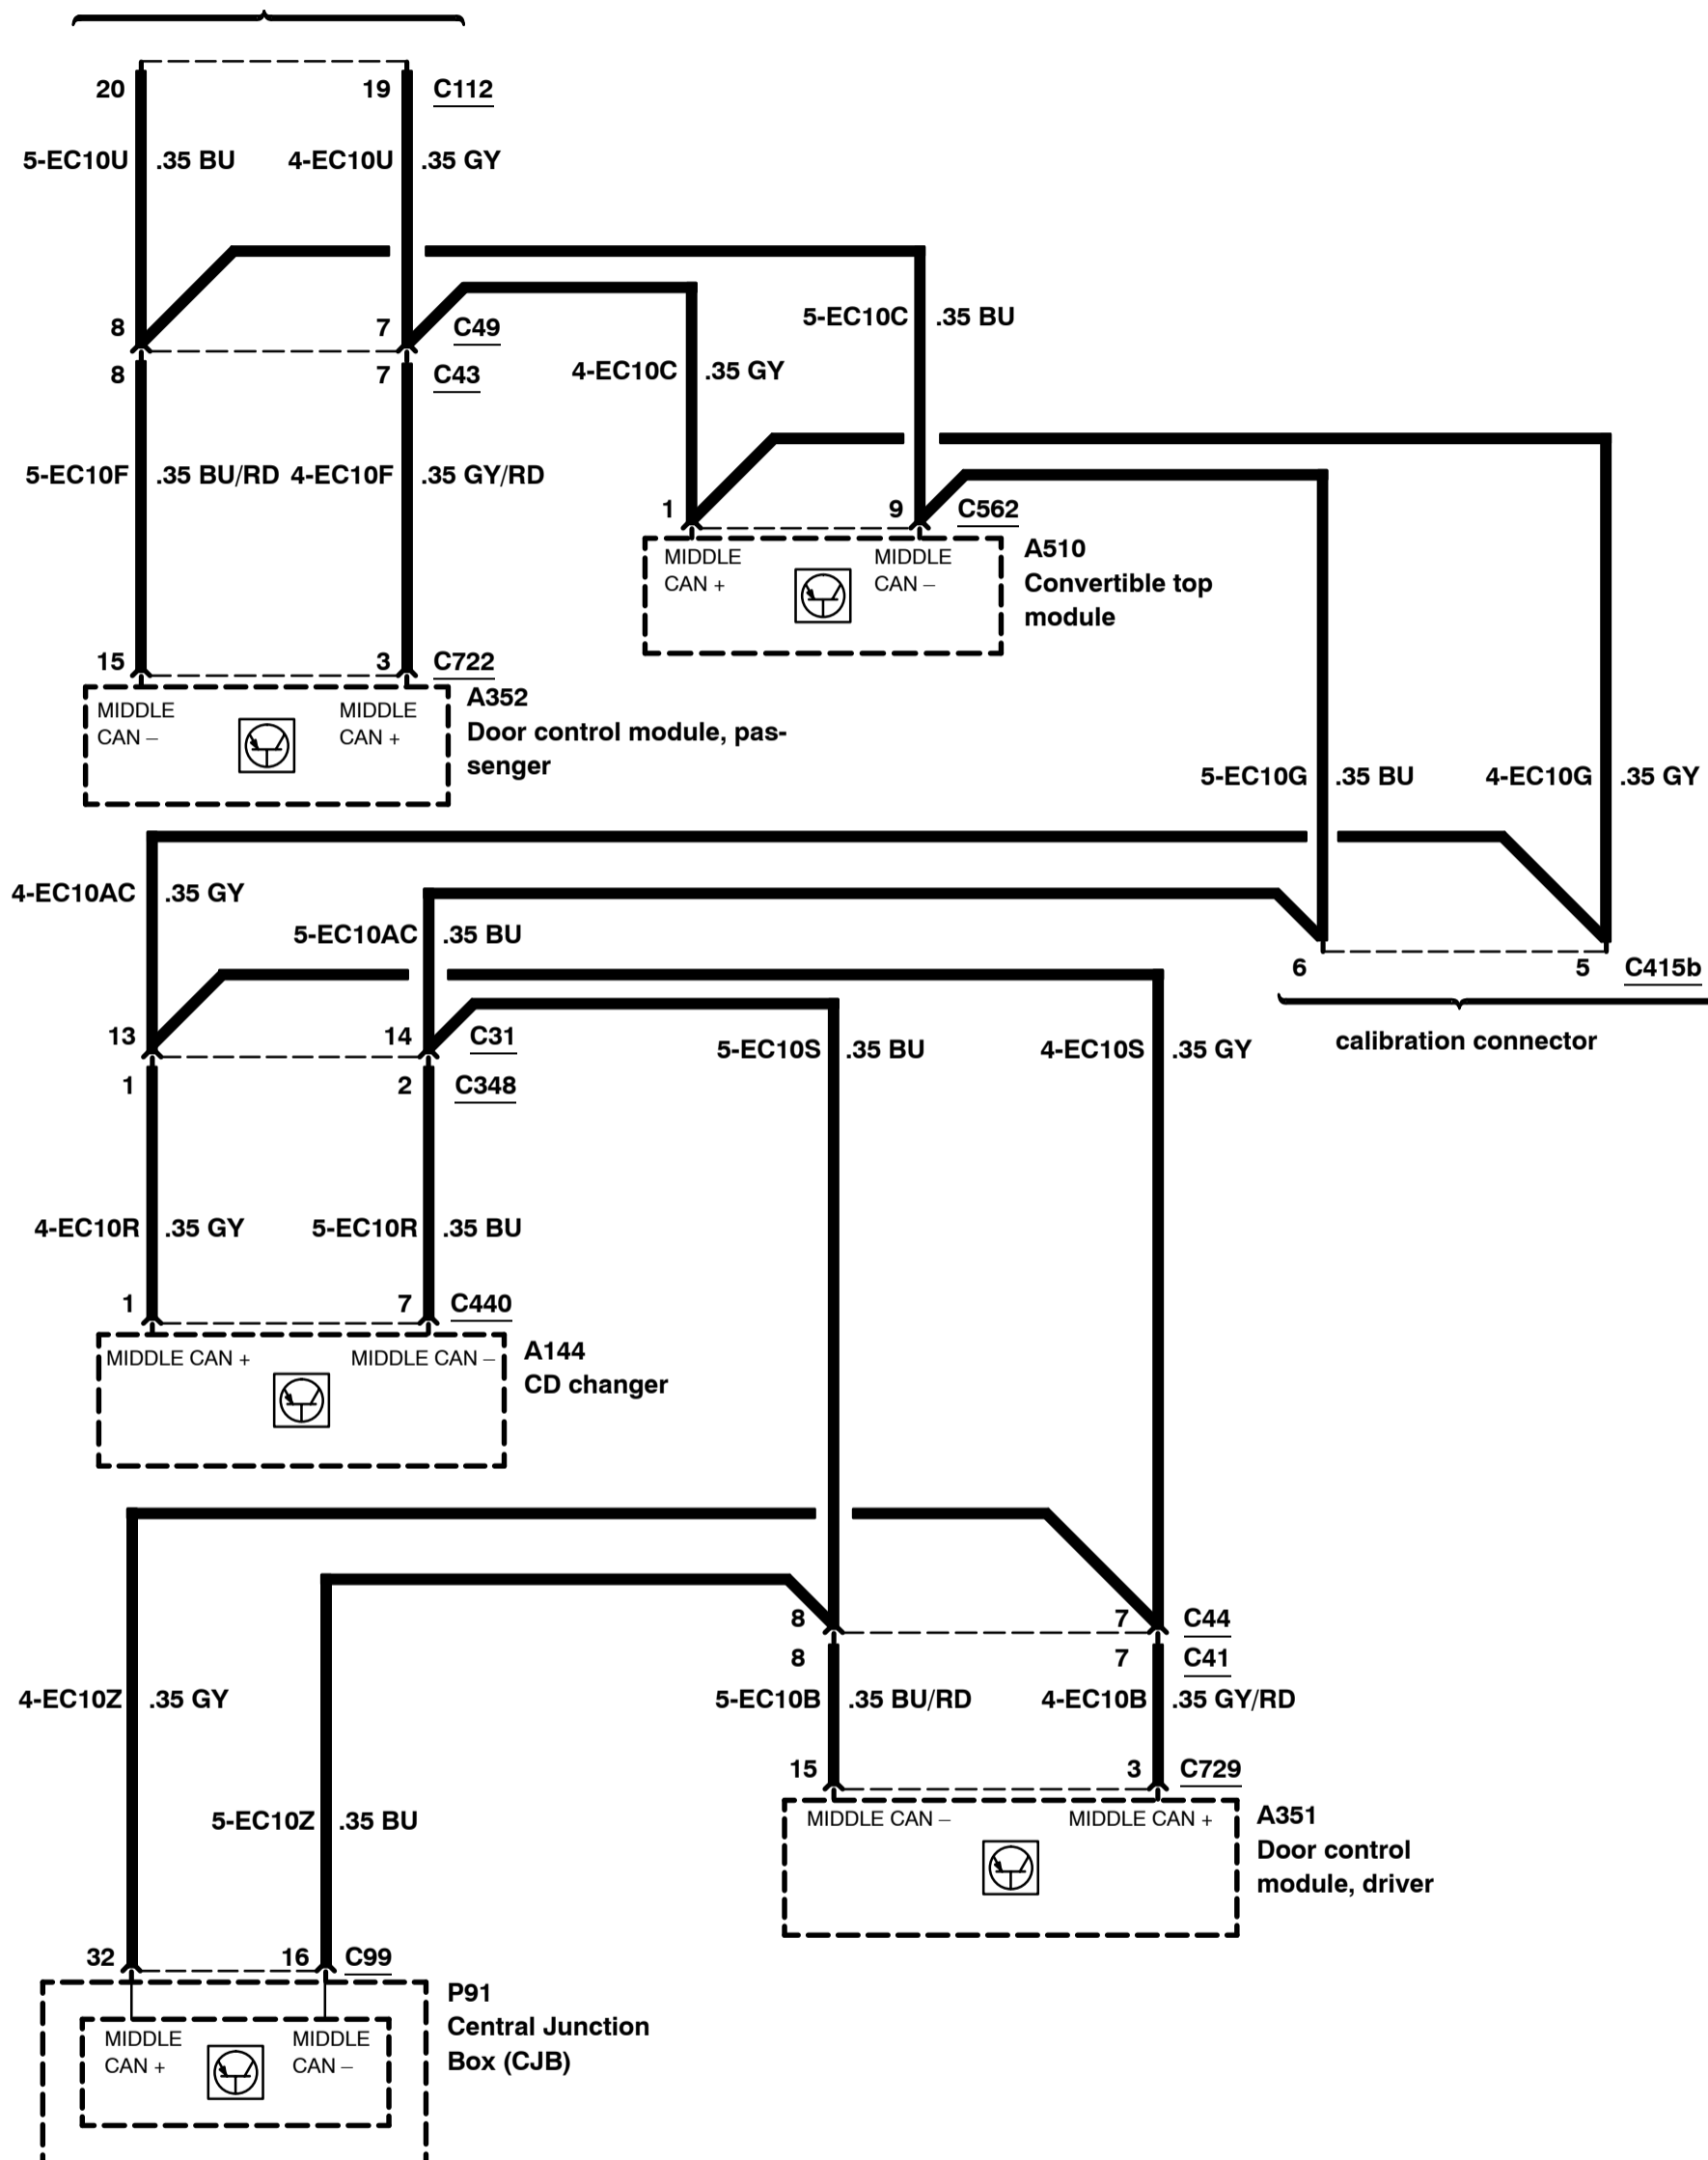 20 19 C112
5-EC10U .35 BU 4-EC10U .35 GY
8 7 C49
5-EC10C .35 BU
8 7 C43
4-EC10C .35 GY
5-EC10F .35 BU/RD 4-EC10F .35 GY/RD
1 9 C562
MIDDLE CAN +
MIDDLE CAN –
A510
Convertible top
module
15 3 C722
MIDDLE CAN –
MIDDLE CAN +
A352
Door control module, pas-
senger
5-EC10G .35 BU 4-EC10G .35 GY
4-EC10AC .35 GY
5-EC10AC .35 BU
6 5 C415b
calibration connector
13 14 C31
5-EC10S .35 BU 4-EC10S .35 GY
1 2 C348
4-EC10R .35 GY 5-EC10R .35 BU
1 7 C440
MIDDLE CAN + MIDDLE CAN –
A144
CD changer
8 7 C44
8 7 C41
4-EC10Z .35 GY
5-EC10B .35 BU/RD 4-EC10B .35 GY/RD
15 3 C729
5-EC10Z .35 BU
MIDDLE CAN – MIDDLE CAN +
A351
Door control
module, driver
32 16 C99
P91
Central Junction
Box (CJB)
MIDDLE CAN +
MIDDLE CAN –